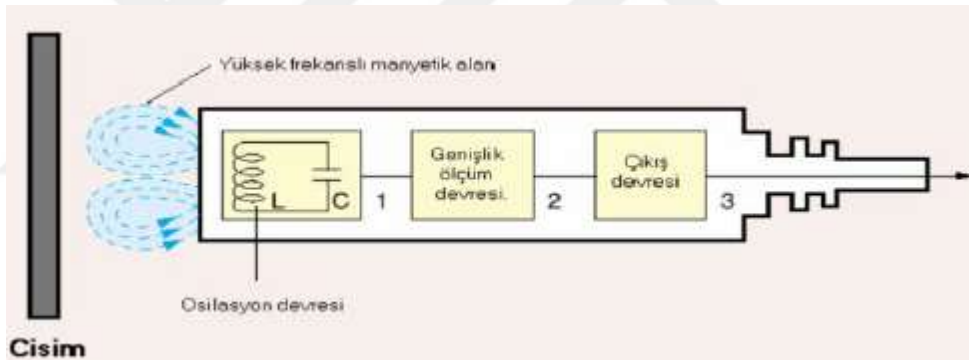 Yüksek frekanslı manyetik alan
Genişlik
ölçüm
devresi.
Çıkış
devresi
L
C
1
2
3
Osilasyon devresi
Cisim